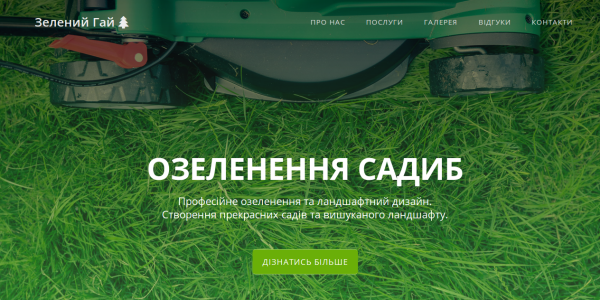 Зелений Гай
ПРО НАС ПОСЛУГИ ГАЛЕРЕЯ ВІДГУКИ КОНТАКТИ
ОЗЕЛЕНЕННЯ САДИБ
Професійне озеленення та ландшафтний дизайн.
Створення прекрасних садів та вишуканого ландшафту.
ДІЗНАТИСЬ БІЛЬШЕ